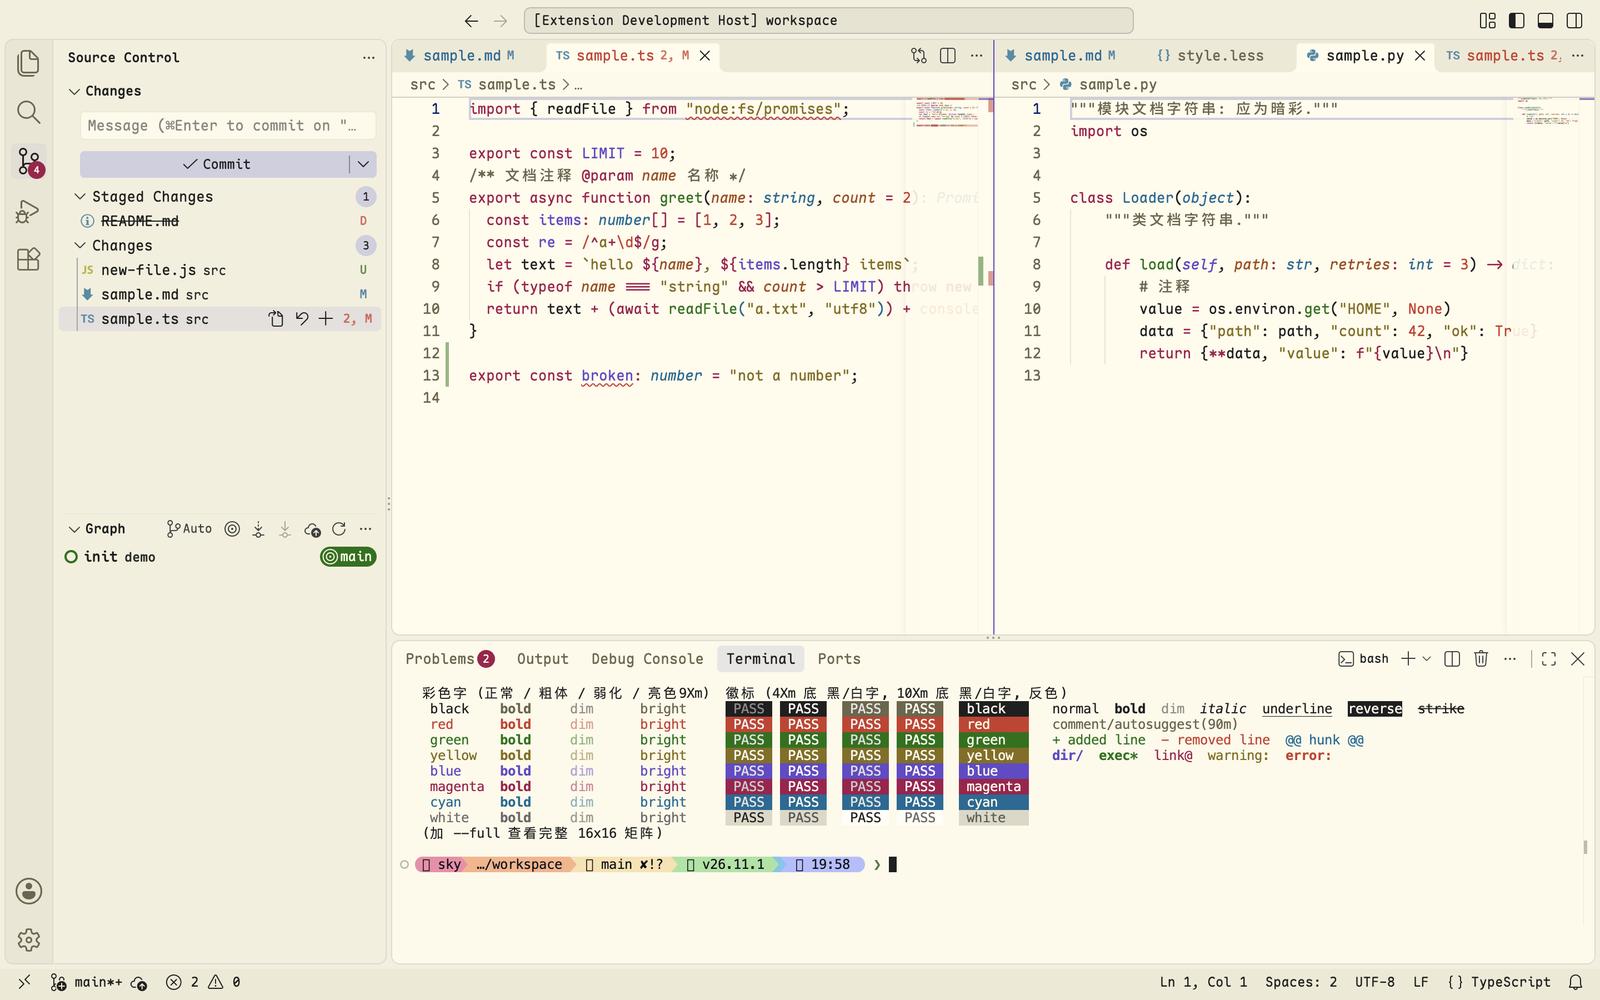 [Extension Development Host] workspace
Source Control
Changes
Message (⌘Enter to commit on "…
Commit
Staged Changes 1
README.md D
Changes 3
JS new-file.js src U
sample.md src M
TS sample.ts src 2, M
4
Graph Auto
init demo main
sample.md M
TS sample.ts 2, M
src > TS sample.ts > …
1 import { readFile } from "node:fs/promises";
2
3 export const LIMIT = 10;
4 /** 文档注释 @param name 名称 */
5 export async function greet(name: string, count = 2): Promi
6 const items: number[] = [1, 2, 3];
7 const re = /^a+\d$/g;
8 let text = `hello ${name}, ${items.length} items`;
9 if (typeof name === "string" && count > LIMIT) throw new
10 return text + (await readFile("a.txt", "utf8")) + console
11 }
12
13 export const broken: number = "not a number";
14
sample.md M
{} style.less
sample.py
TS sample.ts 2,
src > sample.py
1 """模块文档字符串: 应为暗彩."""
2 import os
3
4
5 class Loader(object):
6 """类文档字符串."""
7
8 def load(self, path: str, retries: int = 3) -> dict:
9 # 注释
10 value = os.environ.get("HOME", None)
11 data = {"path": path, "count": 42, "ok": True}
12 return {**data, "value": f"{value}\n"}
13
Problems 2 Output Debug Console Terminal Ports
bash
彩色字 (正常 / 粗体 / 弱化 / 亮色9Xm) 徽标 (4Xm 底 黑/白字, 10Xm 底 黑/白字, 反色)
black bold dim bright PASS PASS PASS PASS black normal bold dim italic underline reverse strike
red bold dim bright PASS PASS PASS PASS red comment/autosuggest(90m)
green bold dim bright PASS PASS PASS PASS green + added line - removed line @@ hunk @@
yellow bold dim bright PASS PASS PASS PASS yellow dir/ exec* link@ warning: error:
blue bold dim bright PASS PASS PASS PASS blue
magenta bold dim bright PASS PASS PASS PASS magenta
cyan bold dim bright PASS PASS PASS PASS cyan
white bold dim bright PASS PASS PASS PASS white
(加 --full 查看完整 16x16 矩阵)
sky …/workspace main ✘!? v26.11.1 19:58 ❯
main*+ 2 0
Ln 1, Col 1 Spaces: 2 UTF-8 LF {} TypeScript